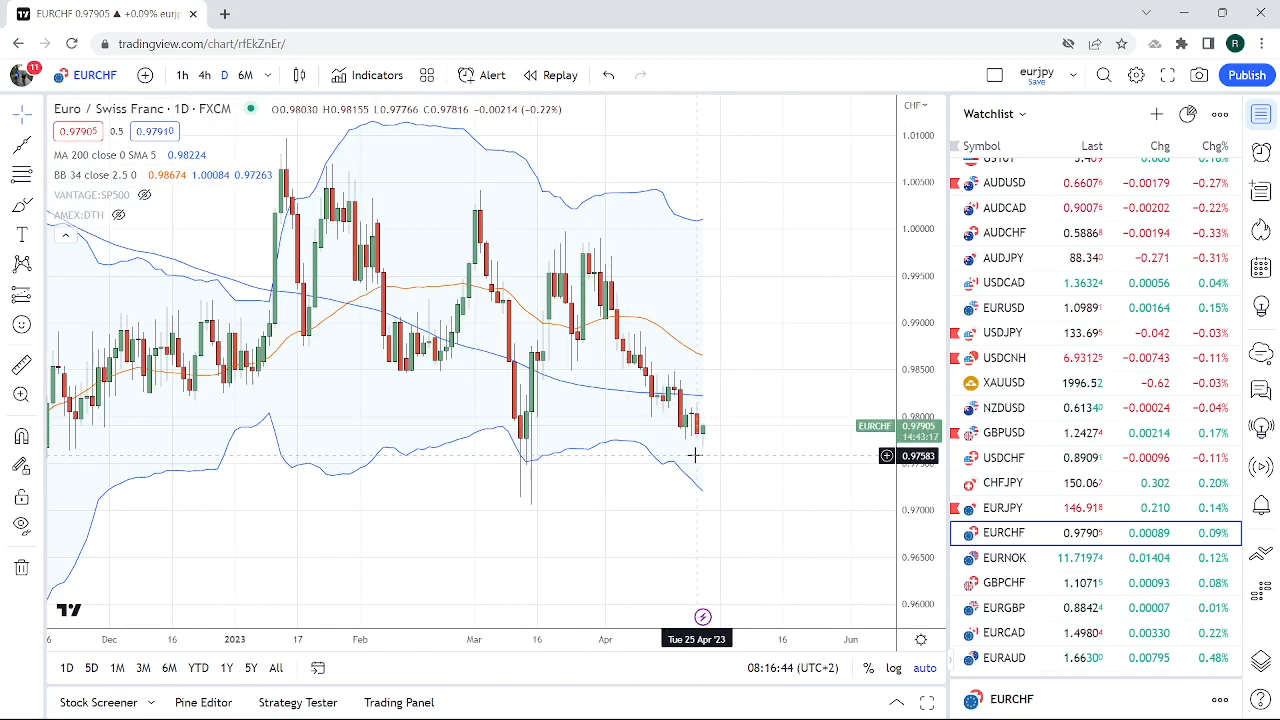 EURCHF 0.97905 ▲ +0.09% eurjp
tradingview.com/chart/rfEkZnEr/
R
11
EURCHF 1h 4h D 6M Indicators Alert Replay eurjpy Save Publish
Euro / Swiss Franc · 1D · FXCM O0.98030 H0.98155 L0.97766 C0.97816 −0.00214 (−0.22%)
0.97905 0.5 0.97910
MA 200 close 0 SMA 5 0.98224
BB 34 close 2.5 0 0.98674 1.00084 0.97263
VANTAGE:SP500
AMEX:DTH
CHF
1.01000
1.00500
1.00000
0.99500
0.99000
0.98500
0.98000
EURCHF 0.97905
14:43:17
0.97583
0.97000
0.96500
0.96000
6 Dec 16 2023 17 Feb Mar 16 Apr Tue 25 Apr '23 16 Jun
1D 5D 1M 3M 6M YTD 1Y 5Y All 08:16:44 (UTC+2) % log auto
Stock Screener Pine Editor Strategy Tester Trading Panel
Watchlist
Symbol Last Chg Chg%
AUDUSD 0.66076 −0.00179 −0.27%
AUDCAD 0.90076 −0.00202 −0.22%
AUDCHF 0.58868 −0.00194 −0.33%
AUDJPY 88.340 −0.271 −0.31%
USDCAD 1.36324 0.00056 0.04%
EURUSD 1.09891 0.00164 0.15%
USDJPY 133.695 −0.042 −0.03%
USDCNH 6.93125 −0.00743 −0.11%
XAUUSD 1996.52 −0.62 −0.03%
NZDUSD 0.61340 −0.00024 −0.04%
GBPUSD 1.24274 0.00214 0.17%
USDCHF 0.89091 −0.00096 −0.11%
CHFJPY 150.062 0.302 0.20%
EURJPY 146.918 0.210 0.14%
EURCHF 0.97905 0.00089 0.09%
EURNOK 11.71974 0.01404 0.12%
GBPCHF 1.10715 0.00093 0.08%
EURGBP 0.88424 0.00007 0.01%
EURCAD 1.49804 0.00330 0.22%
EURAUD 1.66300 0.00795 0.48%
EURCHF